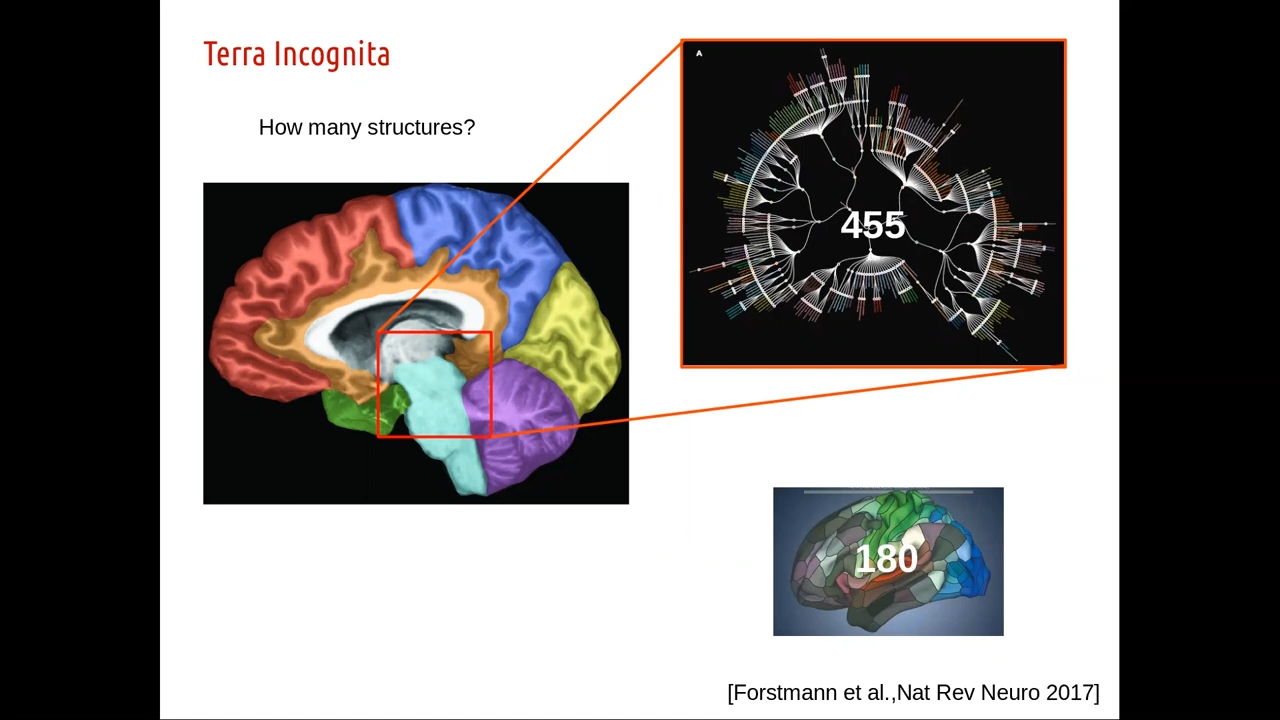 Terra Incognita
How many structures?
A
455
180
[Forstmann et al.,Nat Rev Neuro 2017]